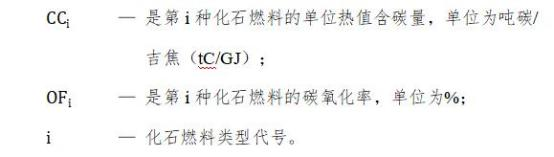 CCi — 是第 i 种化石燃料的单位热值含碳量，单位为吨碳/
吉焦（tC/GJ）；
OFi — 是第 i 种化石燃料的碳氧化率，单位为%；
i — 化石燃料类型代号。